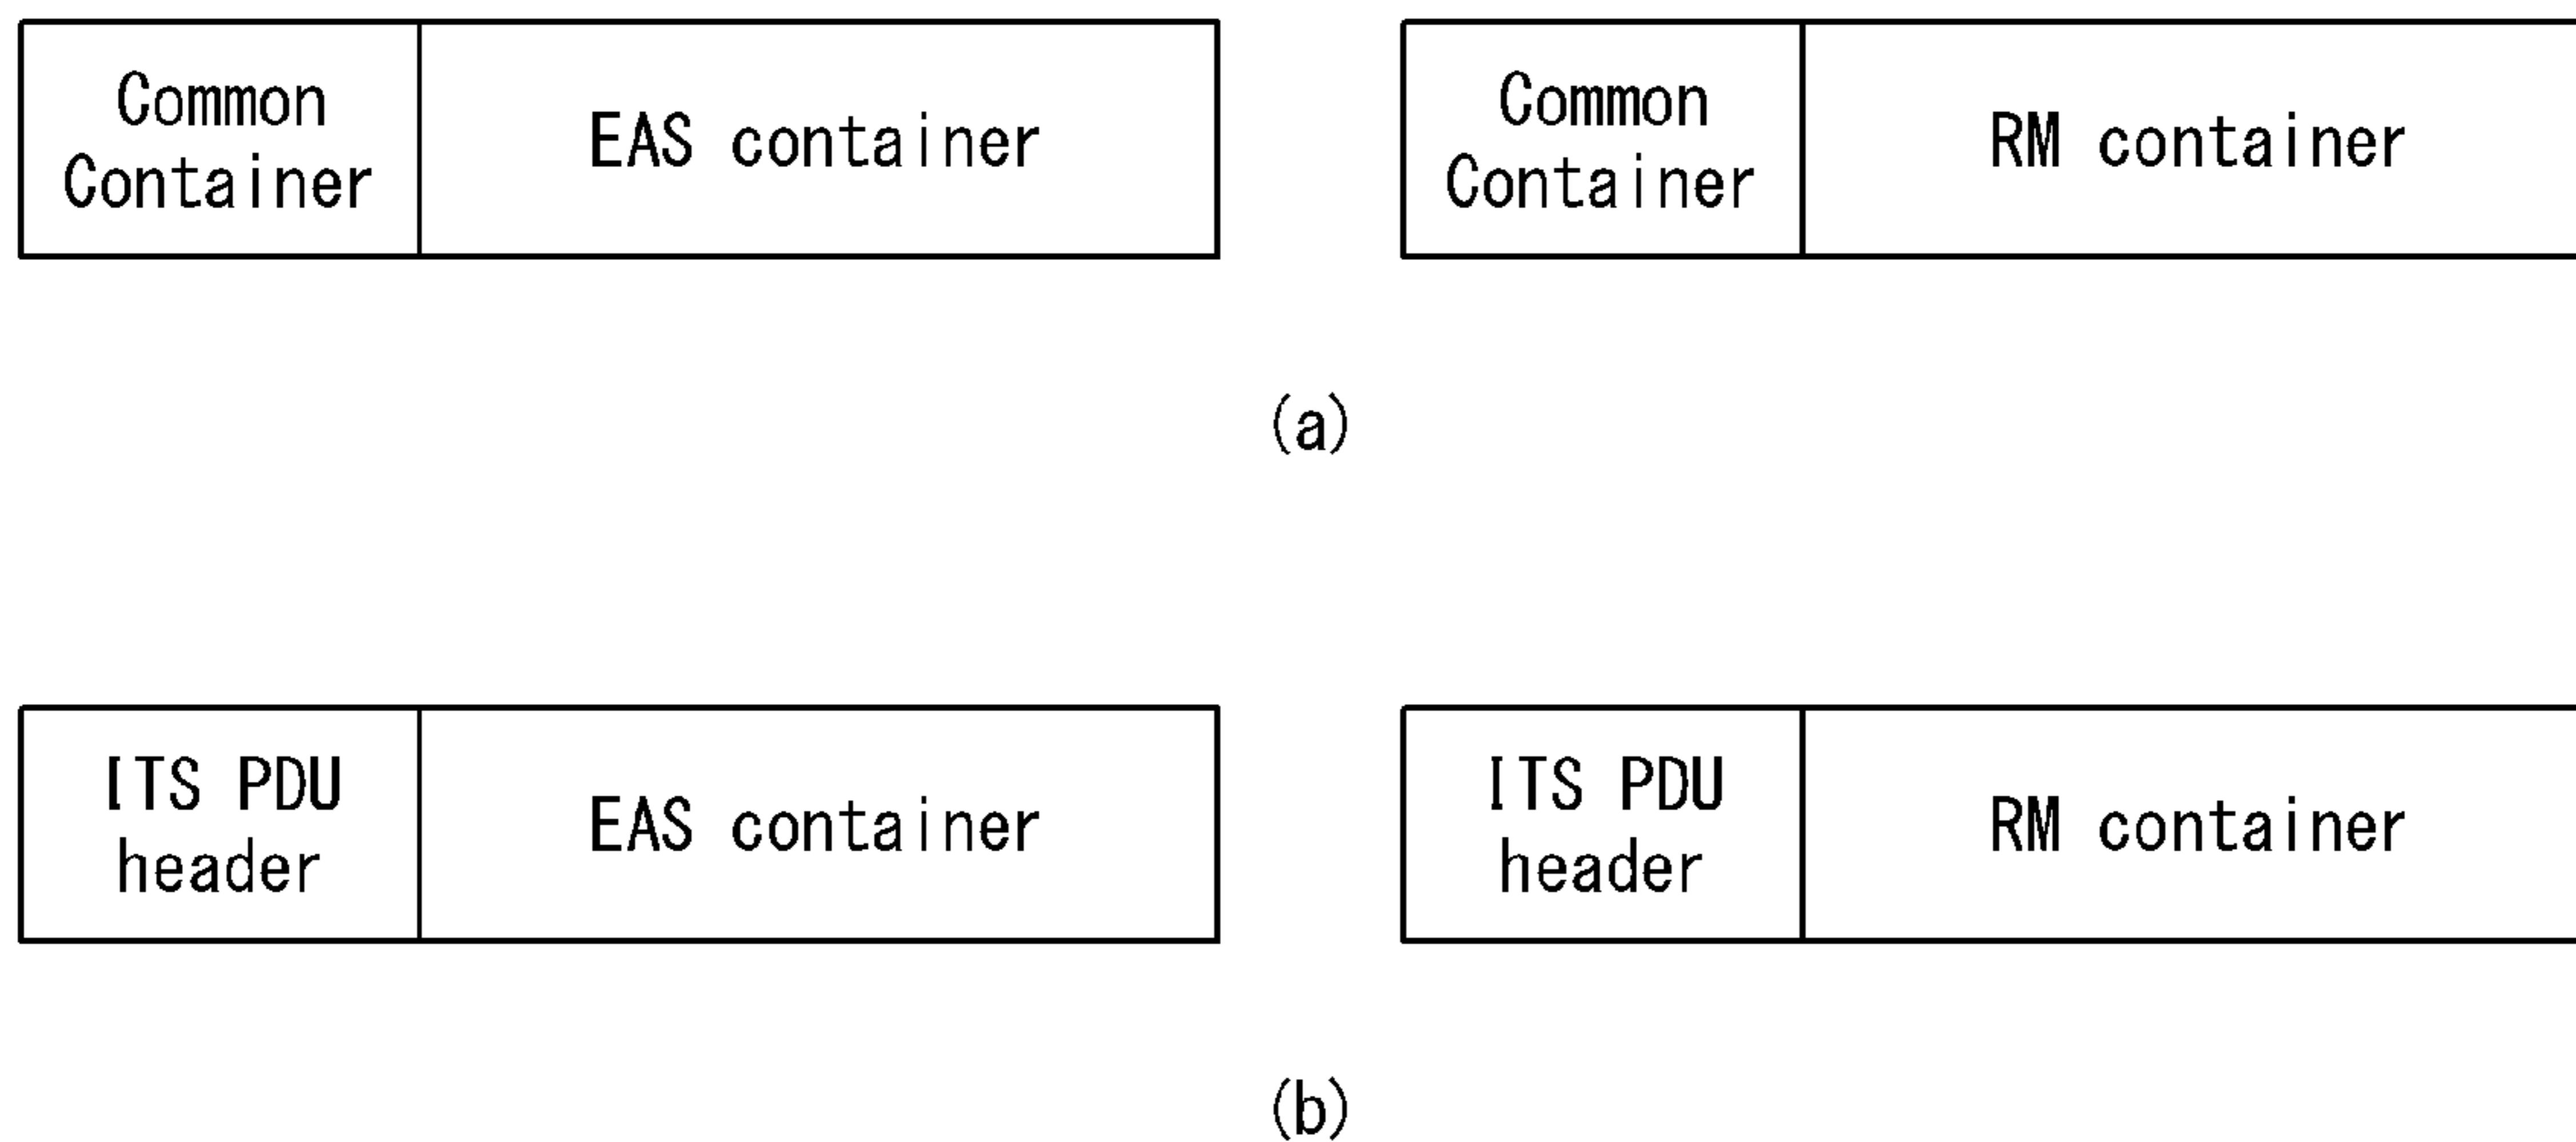 Common
Container
EAS container
Common
Container
RM container
(a)
ITS PDU
header
EAS container
ITS PDU
header
RM container
(b)